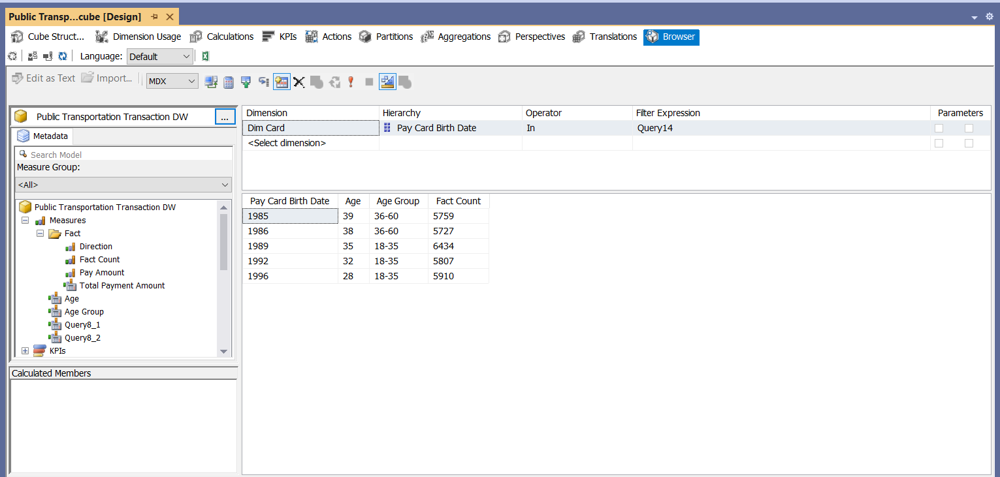 Public Transp...cube [Design]
Cube Struct... Dimension Usage Calculations KPIs Actions Partitions Aggregations Perspectives Translations Browser
Language: Default
Edit as Text Import... MDX
Public Transportation Transaction DW ...
Metadata
Search Model
Measure Group:
<All>
Public Transportation Transaction DW
Measures
Fact
Direction
Fact Count
Pay Amount
Total Payment Amount
Age
Age Group
Query8_1
Query8_2
KPIs
Calculated Members
Dimension Hierarchy Operator Filter Expression Parameters
Dim Card Pay Card Birth Date In Query14
<Select dimension>
Pay Card Birth Date Age Age Group Fact Count
1985 39 36-60 5759
1986 38 36-60 5727
1989 35 18-35 6434
1992 32 18-35 5807
1996 28 18-35 5910